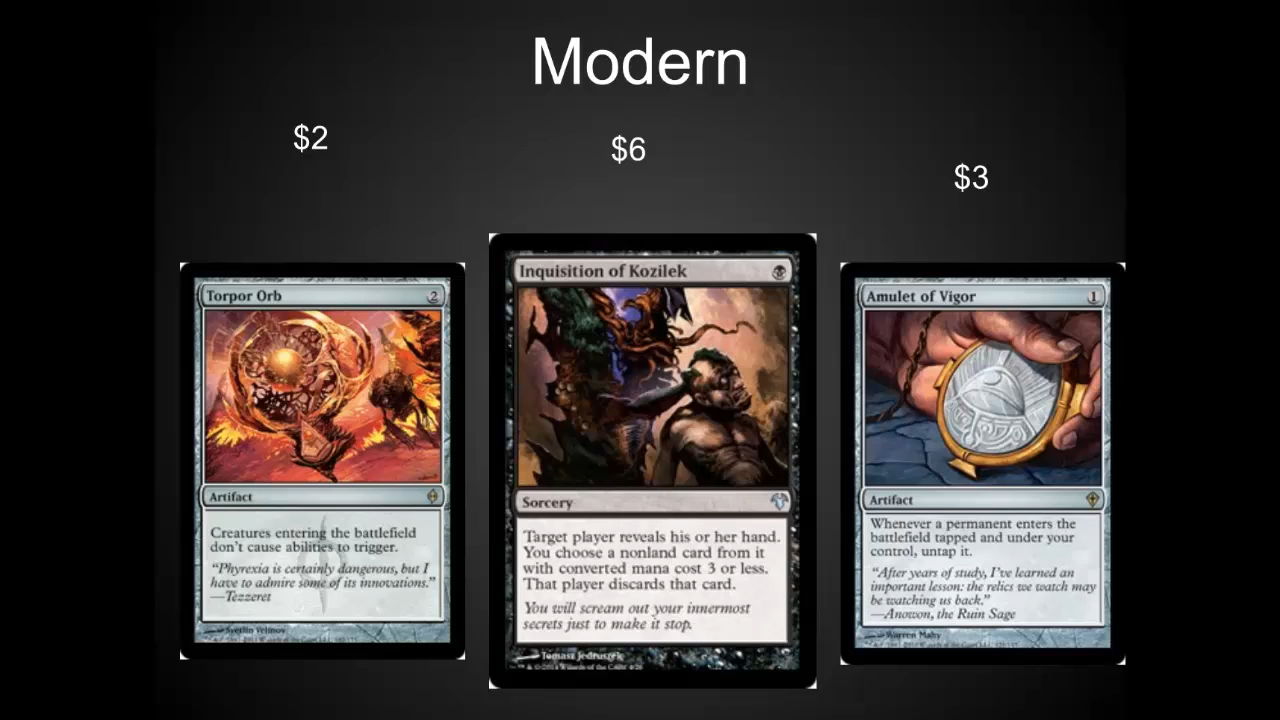 Modern
$2
$6
$3
Torpor Orb 2
Artifact
Creatures entering the battlefield
don't cause abilities to trigger.
"Phyrexia is certainly dangerous, but I
have to admire some of its innovations."
—Tezzeret
Svetlin Velinov
Inquisition of Kozilek
Sorcery
Target player reveals his or her hand.
You choose a nonland card from it
with converted mana cost 3 or less.
That player discards that card.
You will scream out your innermost
secrets just to make it stop.
Tomasz Jedruszek
Amulet of Vigor 1
Artifact
Whenever a permanent enters the
battlefield tapped and under your
control, untap it.
"After years of study, I've learned an
important lesson: the relics we watch may
be watching us back."
—Anowon, the Ruin Sage
Warren Mahy